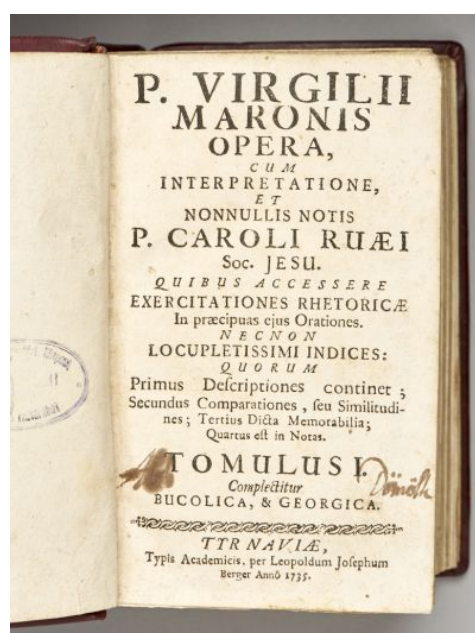 P. VIRGILII
MARONIS
OPERA,
CUM
INTERPRETATIONE,
ET
NONNULLIS NOTIS
P. CAROLI RUÆI
Soc. JESU.
QUIBUS ACCESSERE
EXERCITATIONES RHETORICÆ
In præcipuas ejus Orationes.
NECNON
LOCUPLETISSIMI INDICES:
QUORUM
Primus Descriptiones continet ;
Secundus Comparationes , seu Similitudi-
nes ; Tertius Dicta Memorabilia ;
Quartus est in Notas.
TOMULUS I.
Complectitur
BUCOLICA, & GEORGICA.
TYRNAVIÆ,
Typis Academicis, per Leopoldum Josephum
Berger Annô 1735.